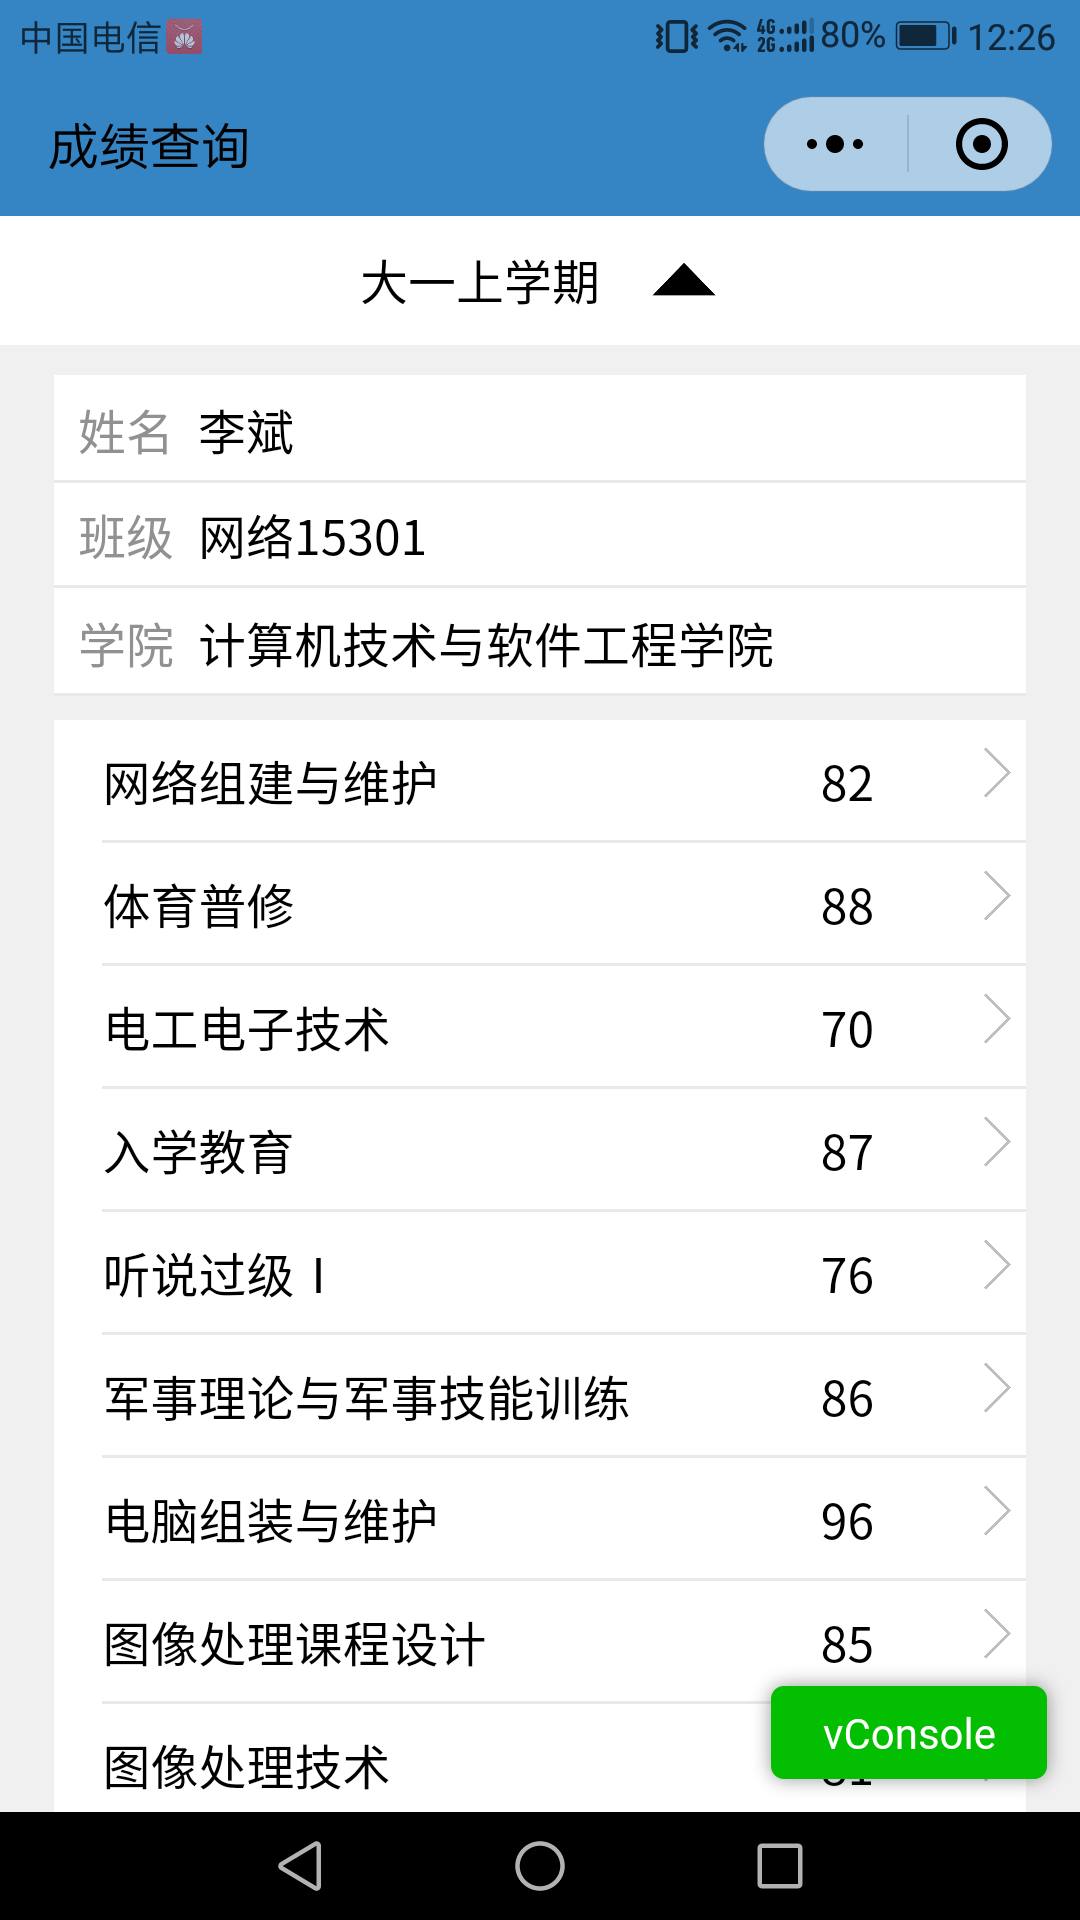 中国电信 4G 2G 80% 12:26
成绩查询
大一上学期
姓名 李斌
班级 网络15301
学院 计算机技术与软件工程学院
网络组建与维护 82
体育普修 88
电工电子技术 70
入学教育 87
听说过级 I 76
军事理论与军事技能训练 86
电脑组装与维护 96
图像处理课程设计 85
vConsole
图像处理技术